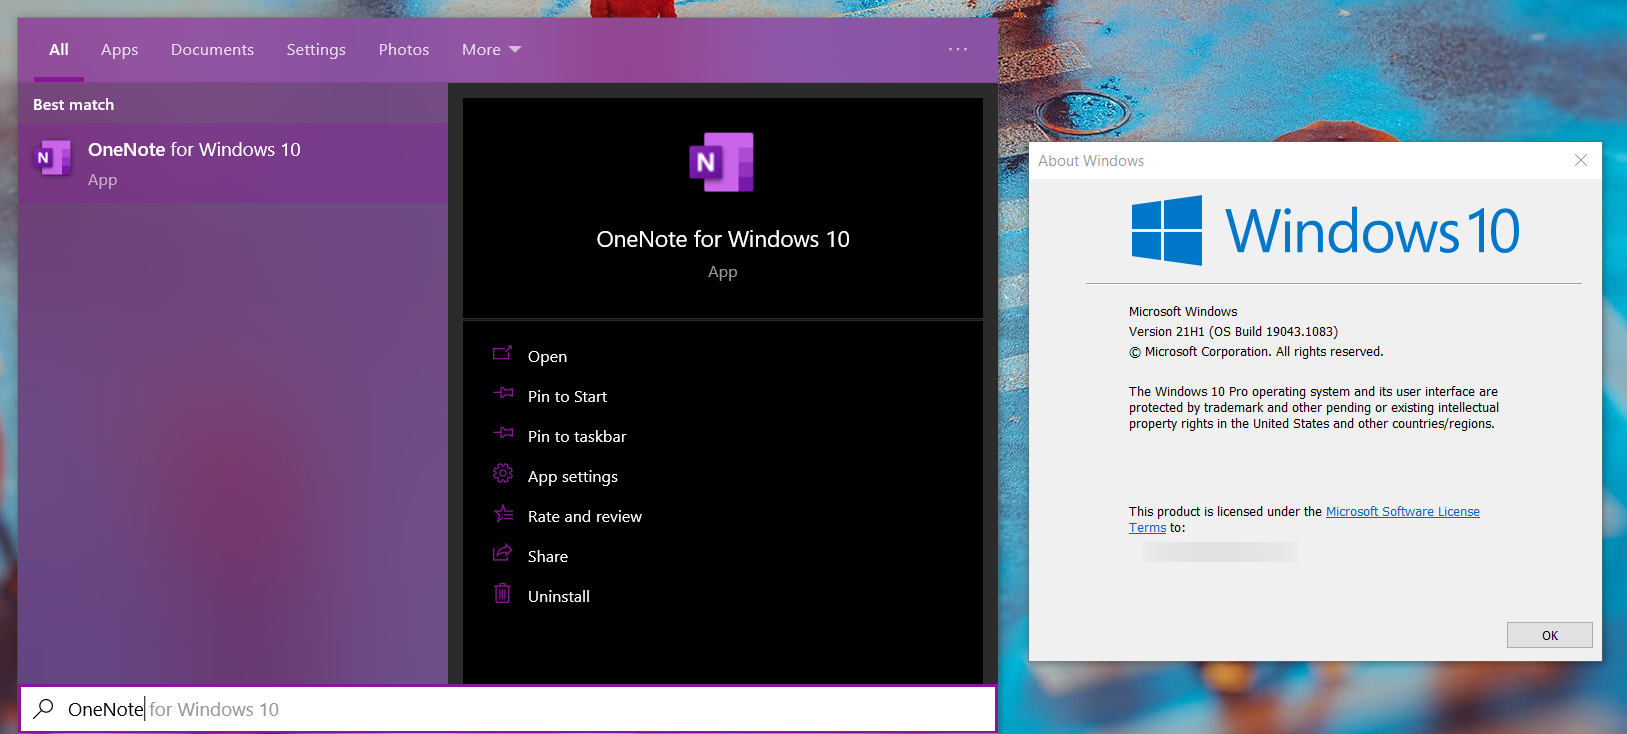 All Apps Documents Settings Photos More
Best match
N
OneNote for Windows 10
App
N
OneNote for Windows 10
App
Open
Pin to Start
Pin to taskbar
App settings
Rate and review
Share
Uninstall
OneNote for Windows 10
About Windows
Windows 10
Microsoft Windows
Version 21H1 (OS Build 19043.1083)
© Microsoft Corporation. All rights reserved.
The Windows 10 Pro operating system and its user interface are
protected by trademark and other pending or existing intellectual
property rights in the United States and other countries/regions.
This product is licensed under the Microsoft Software License
Terms to:
OK